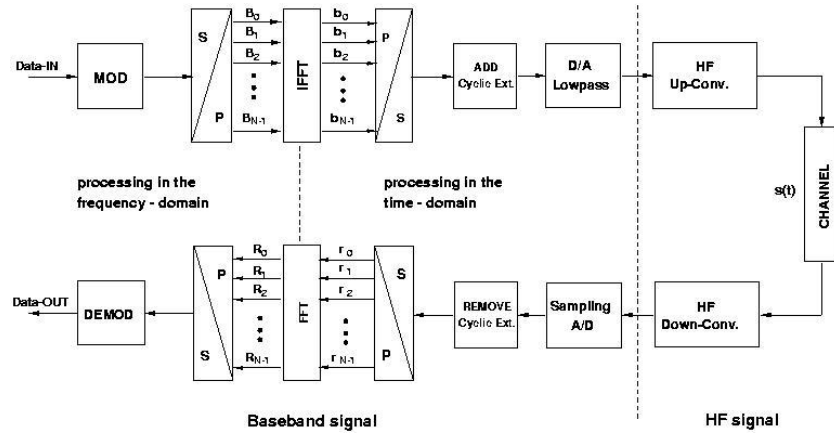 Data-IN
MOD
S
P
B0
B1
B2
BN-1
IFFT
b0
b1
b2
bN-1
P
S
ADD
Cyclic Ext.
D/A
Lowpass
HF
Up-Conv.
s(t)
CHANNEL
processing in the
frequency - domain
processing in the
time - domain
Data-OUT
DEMOD
P
S
R0
R1
R2
RN-1
FFT
r0
r1
r2
rN-1
S
P
REMOVE
Cyclic Ext.
Sampling
A/D
HF
Down-Conv.
Baseband signal
HF signal